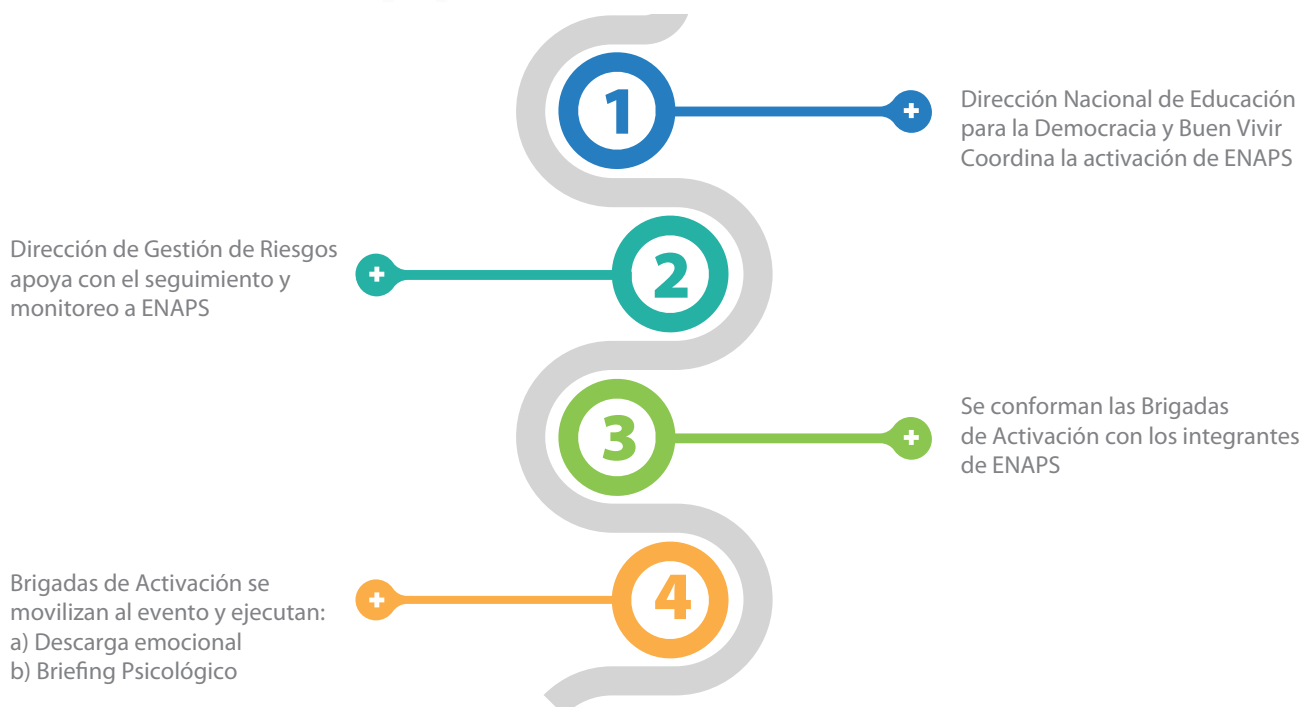 1
Dirección Nacional de Educación
para la Democracia y Buen Vivir
Coordina la activación de ENAPS
2
Dirección de Gestión de Riesgos
apoya con el seguimiento y
monitoreo a ENAPS
3
Se conforman las Brigadas
de Activación con los integrantes
de ENAPS
4
Brigadas de Activación se
movilizan al evento y ejecutan:
a) Descarga emocional
b) Briefing Psicológico